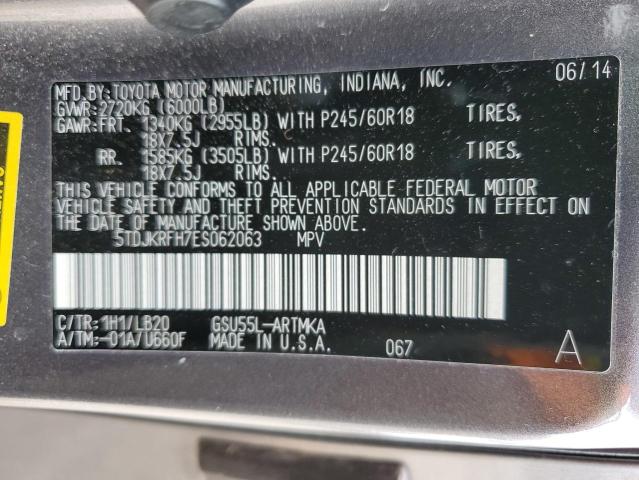 MFD.BY:TOYOTA MOTOR MANUFACTURING, INDIANA, INC. 06/14
GVWR:2720KG (6000LB)
GAWR:FRT. 1340KG (2955LB) WITH P245/60R18 TIRES,
18X7.5J RIMS.
RR. 1585KG (3505LB) WITH P245/60R18 TIRES,
18X7.5J RIMS.
THIS VEHICLE CONFORMS TO ALL APPLICABLE FEDERAL MOTOR
VEHICLE SAFETY AND THEFT PREVENTION STANDARDS IN EFFECT ON
THE DATE OF MANUFACTURE SHOWN ABOVE.
5TDJKRFH7ES062063 MPV
C/TR:1H1/LB20 GSU55L-ARTMKA
A/TM:-01A/U660F MADE IN U.S.A. 067 A